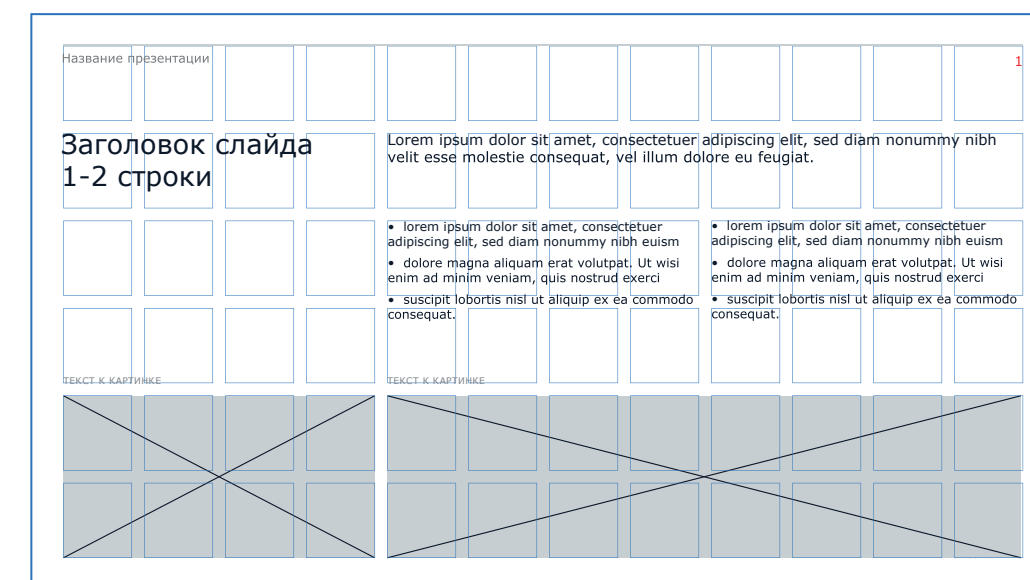 Название презентации
1
Заголовок слайда
1-2 строки
Lorem ipsum dolor sit amet, consectetuer adipiscing elit, sed diam nonummy nibh
velit esse molestie consequat, vel illum dolore eu feugiat.
• lorem ipsum dolor sit amet, consectetuer
adipiscing elit, sed diam nonummy nibh euism
• dolore magna aliquam erat volutpat. Ut wisi
enim ad minim veniam, quis nostrud exerci
• suscipit lobortis nisl ut aliquip ex ea commodo
consequat.
• lorem ipsum dolor sit amet, consectetuer
adipiscing elit, sed diam nonummy nibh euism
• dolore magna aliquam erat volutpat. Ut wisi
enim ad minim veniam, quis nostrud exerci
• suscipit lobortis nisl ut aliquip ex ea commodo
consequat.
ТЕКСТ К КАРТИНКЕ
ТЕКСТ К КАРТИНКЕ